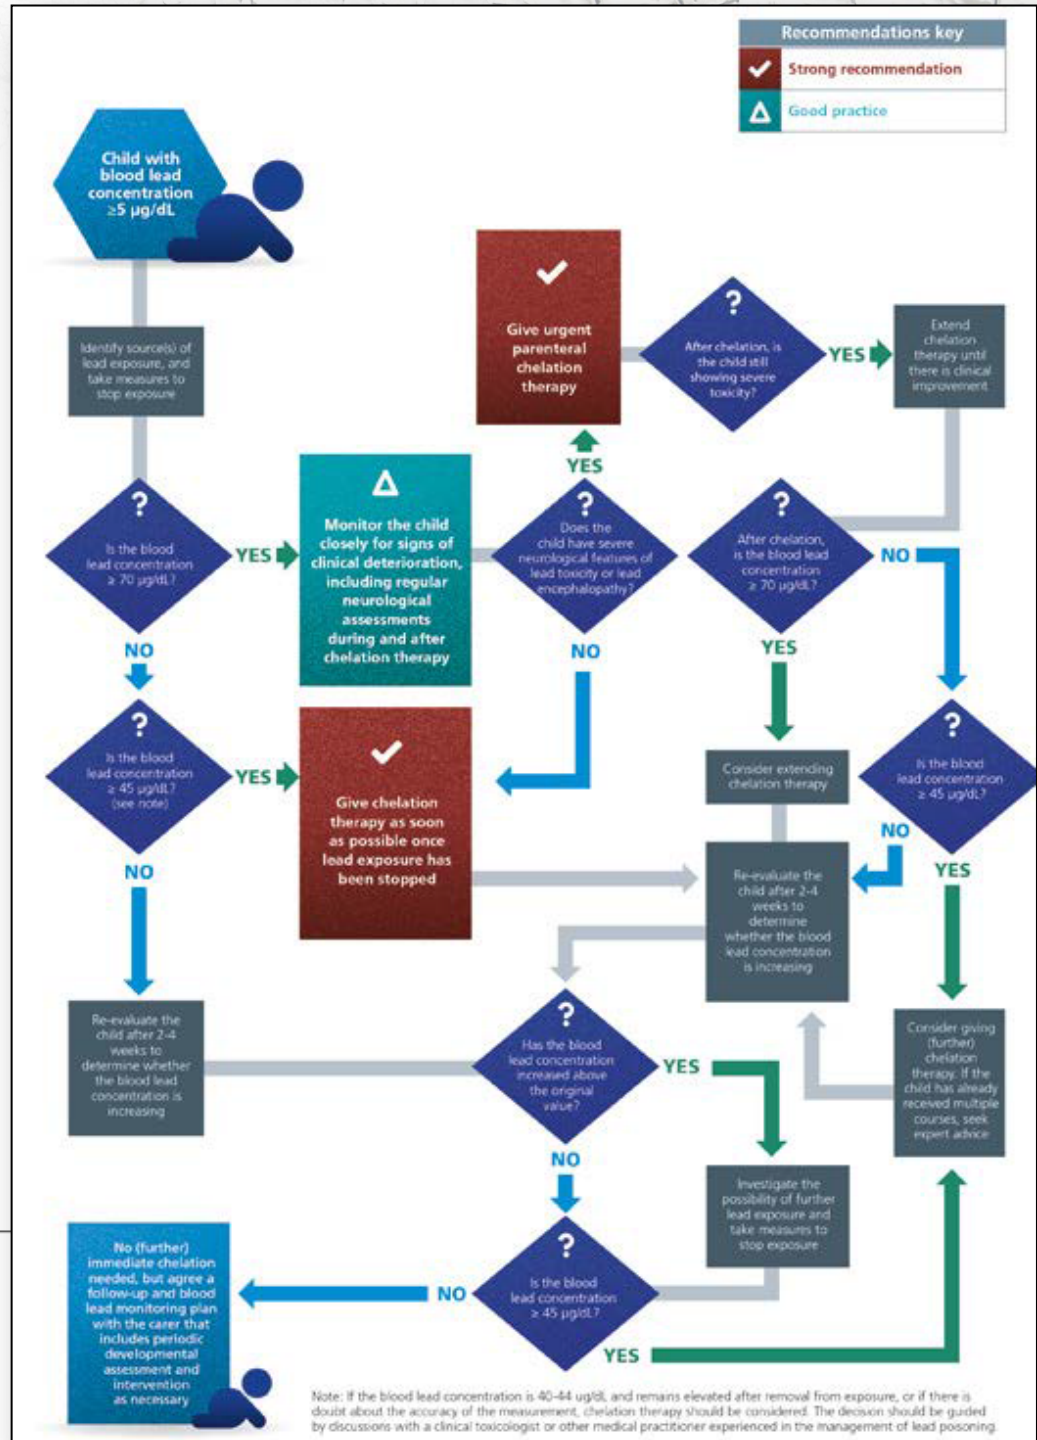 Recommendations key
Strong recommendation
Good practice
Child with
blood lead
concentration
≥5 µg/dL
Identify source(s) of
lead exposure, and
take measures to
stop exposure
?
Is the blood
lead concentration
≥ 70 µg/dL?
YES
NO
Monitor the child
closely for signs of
clinical deterioration,
including regular
neurological
assessments
during and after
chelation therapy
?
Does the
child have severe
neurological features of
lead toxicity or lead
encephalopathy?
YES
NO
Give urgent
parenteral
chelation
therapy
?
After chelation, is
the child still
showing severe
toxicity?
YES
Extend
chelation
therapy until
there is clinical
improvement
?
After chelation,
is the blood lead
concentration
≥ 70 µg/dL?
NO
YES
?
Is the blood
lead concentration
≥ 45 µg/dL?
(see note)
YES
NO
Give chelation
therapy as soon
as possible once
lead exposure has
been stopped
Consider extending
chelation therapy
?
Is the blood
lead concentration
≥ 45 µg/dL?
NO
YES
Re-evaluate the
child after 2-4
weeks to
determine
whether the blood
lead concentration
is increasing
Re-evaluate the
child after 2-4
weeks to
determine whether
the blood lead
concentration is
increasing
?
Has the blood
lead concentration
increased above
the original
value?
YES
NO
Consider giving
(further)
chelation
therapy. If the
child has already
received multiple
courses, seek
expert advice
Investigate the
possibility of further
lead exposure and
take measures to
stop exposure
?
Is the blood
lead concentration
≥ 45 µg/dL?
NO
YES
No (further)
immediate chelation
needed, but agree a
follow-up and blood
lead monitoring plan
with the carer that
includes periodic
developmental
assessment and
intervention
as necessary
Note: If the blood lead concentration is 40-44 ug/dL and remains elevated after removal from exposure, or if there is
doubt about the accuracy of the measurement, chelation therapy should be considered. The decision should be guided
by discussions with a clinical toxicologist or other medical practitioner experienced in the management of lead poisoning.